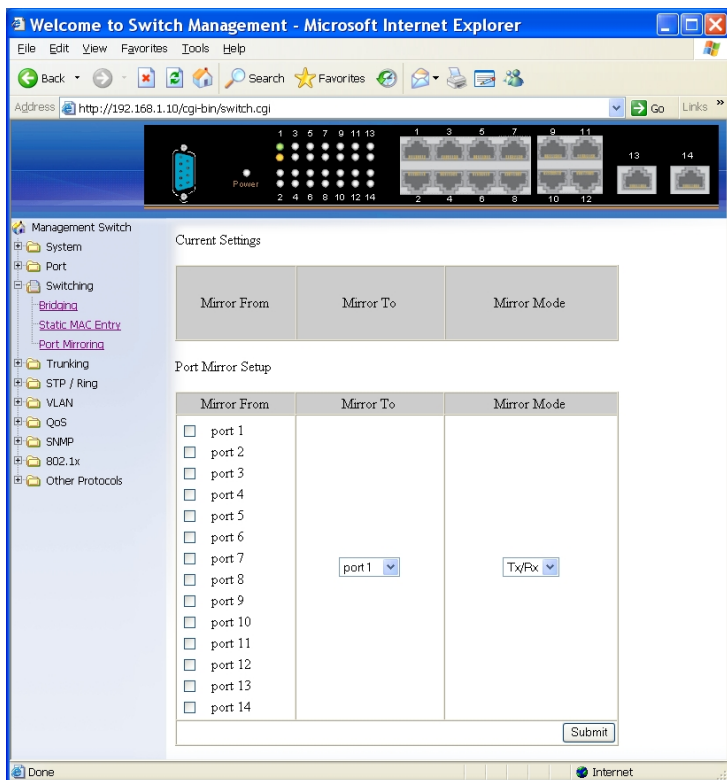 Welcome to Switch Management - Microsoft Internet Explorer
File Edit View Favorites Tools Help
Back Search Favorites
Address http://192.168.1.10/cgi-bin/switch.cgi Go Links »
1 3 5 7 9 11 13
1 3 5 7 9 11
13 14
Power
2 4 6 8 10 12 14
2 4 6 8 10 12
Management Switch
System
Port
Switching
Bridging
Static MAC Entry
Port Mirroring
Trunking
STP / Ring
VLAN
QoS
SNMP
802.1x
Other Protocols
Current Settings
Mirror From Mirror To Mirror Mode
Port Mirror Setup
Mirror From Mirror To Mirror Mode
port 1
port 2
port 3
port 4
port 5
port 6
port 7
port 8
port 9
port 10
port 11
port 12
port 13
port 14
port 1
Tx/Rx
Submit
Done Internet